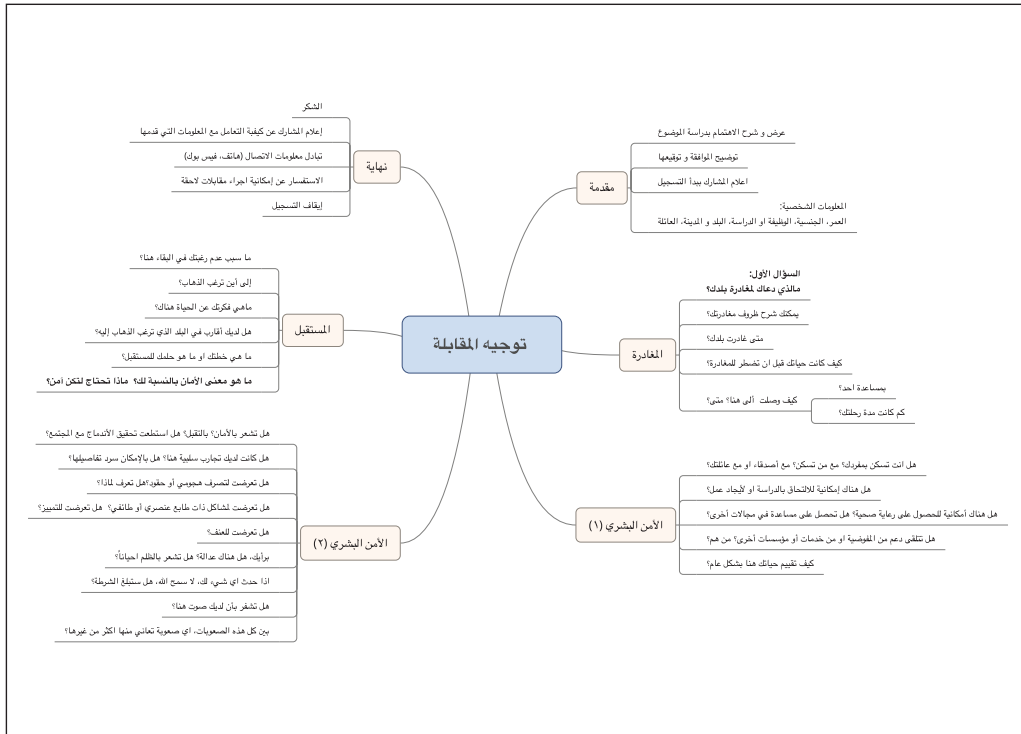 توجيه المقابلة
مقدمة
عرض و شرح الاهتمام بدراسة الموضوع
توضيح الموافقة و توقيعها
اعلام المشارك ببدأ التسجيل
المعلومات الشخصية:
العمر، الجنسية، الوظيفة او الدراسة، البلد و المدينة، العائلة
المغادرة
السؤال الأول:
مالذي دعاك لمغادرة بلدك؟
يمكنك شرح ظروف مغادرتك؟
متى غادرت بلدك؟
كيف كانت حياتك قبل ان تضطر للمغادرة؟
كيف وصلت ألى هنا؟ متى؟
بمساعدة احد؟
كم كانت مدة رحلتك؟
الأمن البشري (١)
هل انت تسكن بمفردك؟ مع من تسكن؟ مع أصدقاء او مع عائلتك؟
هل هناك إمكانية للالتحاق بالدراسة او لأيجاد عمل؟
هل هناك أمكانية للحصول على رعاية صحية؟ هل تحصل على مساعدة في مجالات أخرى؟
هل تتلقى دعم من المفوضية او من خدمات أو مؤسسات أخرى؟ من هم؟
كيف تقييم حياتك هنا بشكل عام؟
الأمن البشري (٢)
هل تشعر بالأمان؟ بالتقبل؟ هل استطعت تحقيق الأندماج مع المجتمع؟
هل كانت لديك تجارب سلبية هنا؟ هل بالإمكان سرد تفاصيلها؟
هل تعرضت لتصرف هجومي أو حقود؟هل تعرف لماذا؟
هل تعرضت لمشاكل ذات طابع عنصري أو طائفي؟ هل تعرضت للتمييز؟
هل تعرضت للعنف؟
برأيك، هل هناك عدالة؟ هل تشعر بالظلم احياناً؟
اذا حدث اي شيء لك، لا سمح الله، هل ستبلغ الشرطة؟
هل تشفر بأن لديك صوت هنا؟
بين كل هذه الصعوبات، اي صعوبة تعاني منها اكثر من غيرها؟
المستقبل
ما سبب عدم رغبتك في البقاء هنا؟
إلى أين ترغب الذهاب؟
ماهي فكرتك عن الحياة هناك؟
هل لديك أقارب في البلد الذي ترغب الذهاب إليه؟
ما هي خطتك او ما هو حلمك للمستقبل؟
ما هو معنى الأمان بالنسبة لك؟ ماذا تحتاج لتكن آمن؟
نهاية
الشكر
إعلام المشارك عن كيفية التعامل مع المعلومات التي قدمها
تبادل معلومات الاتصال (هاتف، فيس بوك)
الاستفسار عن إمكانية اجراء مقابلات لاحقة
إيقاف التسجيل